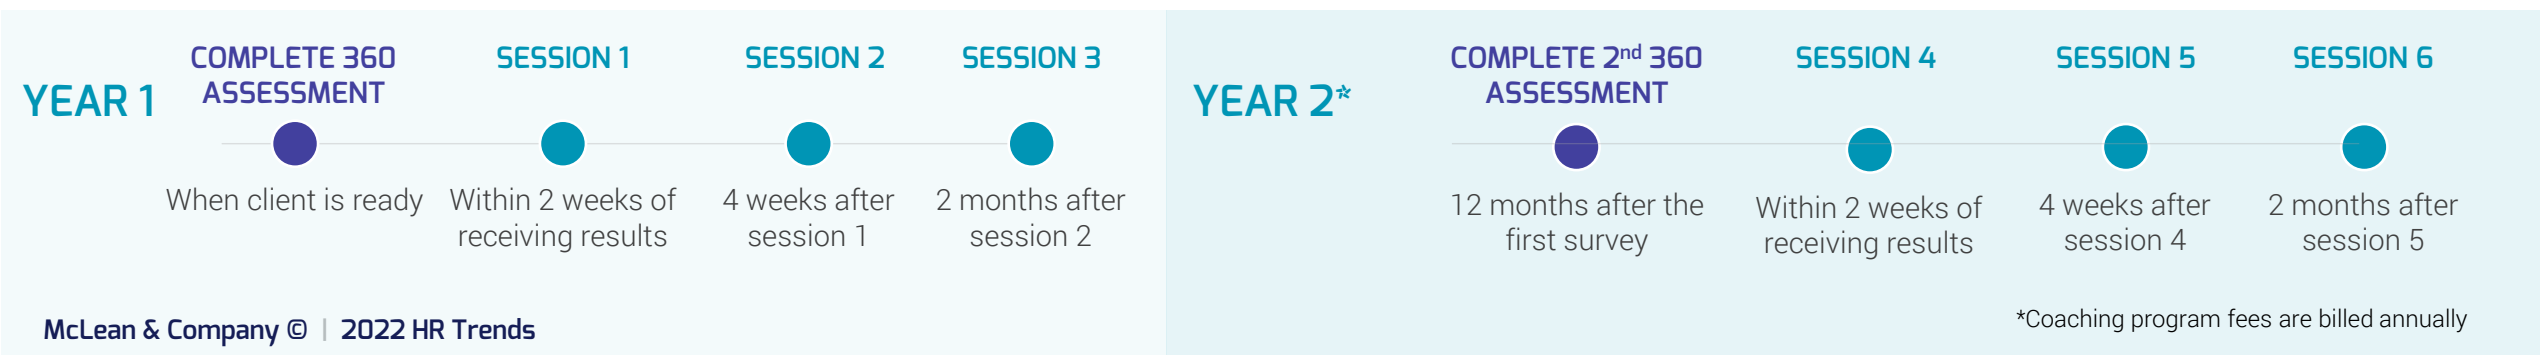 YEAR 1
COMPLETE 360
ASSESSMENT
When client is ready
SESSION 1
Within 2 weeks of
receiving results
SESSION 2
4 weeks after
session 1
SESSION 3
2 months after
session 2
YEAR 2*
COMPLETE 2nd 360
ASSESSMENT
12 months after the
first survey
SESSION 4
Within 2 weeks of
receiving results
SESSION 5
4 weeks after
session 4
SESSION 6
2 months after
session 5
McLean & Company © | 2022 HR Trends
*Coaching program fees are billed annually